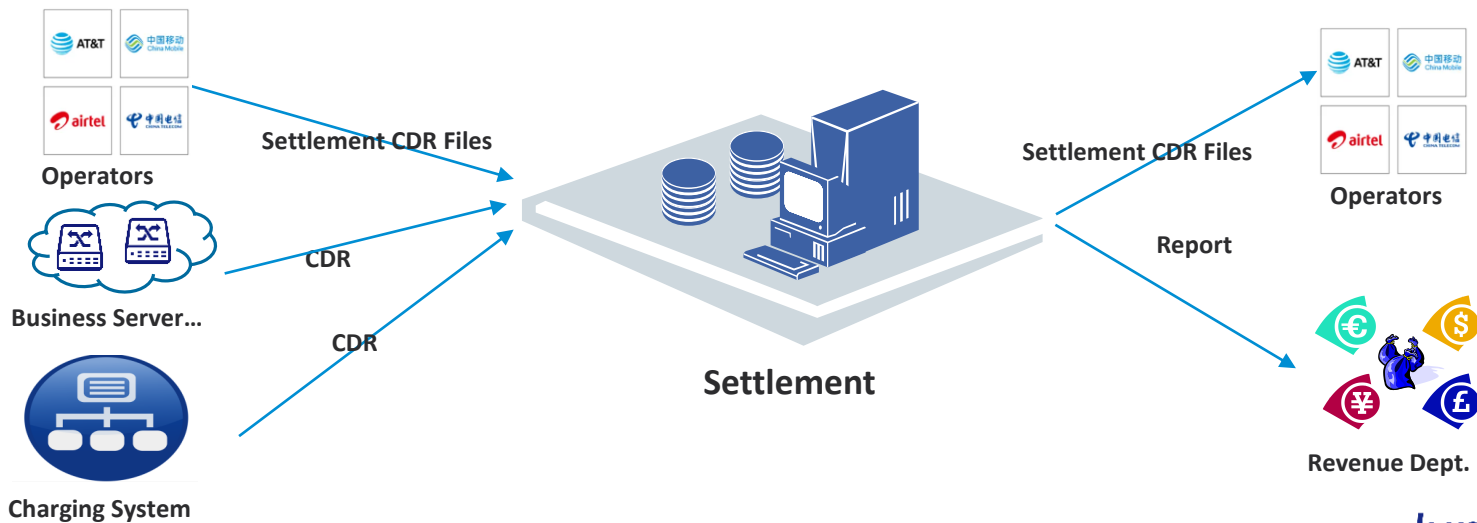 AT&T
中国移动
China Mobile
airtel
中国电信
CHINA TELECOM
Operators
Settlement CDR Files
Business Server…
CDR
Charging System
CDR
Settlement
Settlement CDR Files
AT&T
中国移动
China Mobile
airtel
中国电信
CHINA TELECOM
Operators
Report
€
$
¥
£
Revenue Dept.